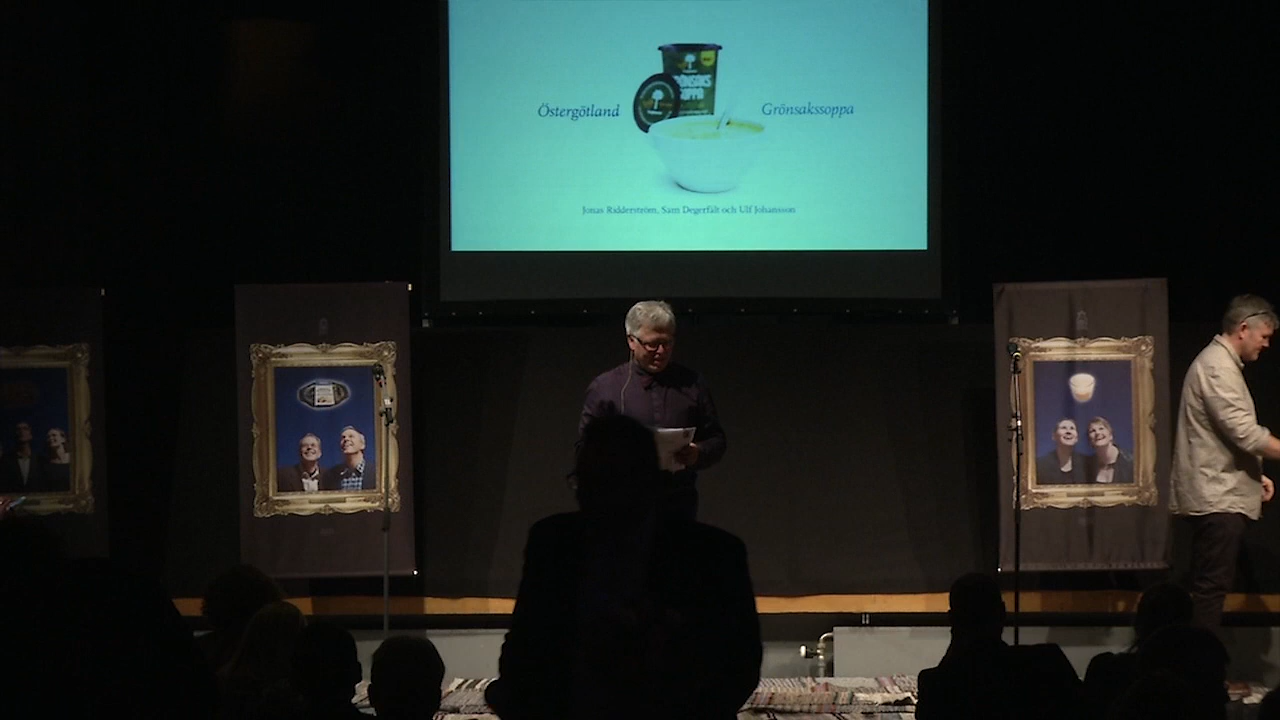 Östergötland
Grönsakssoppa
Jonas Ridderström, Sam Degerfält och Ulf Johansson